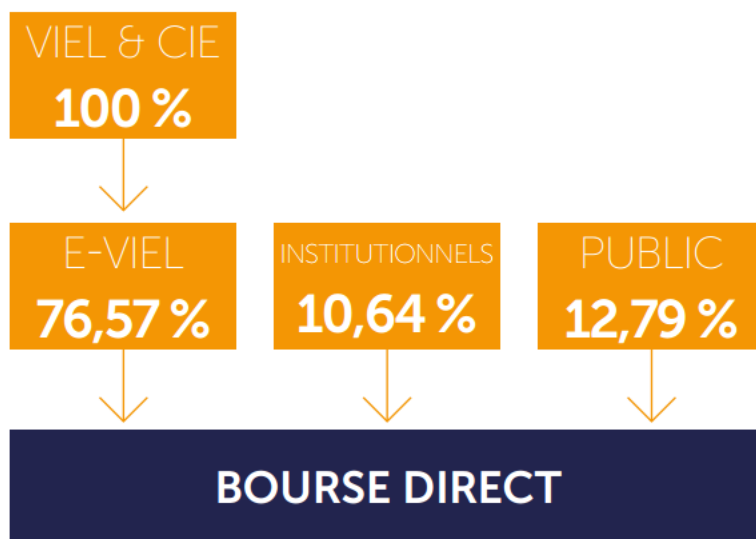 VIEL & CIE
100 %
E-VIEL
76,57 %
INSTITUTIONNELS
10,64 %
PUBLIC
12,79 %
BOURSE DIRECT